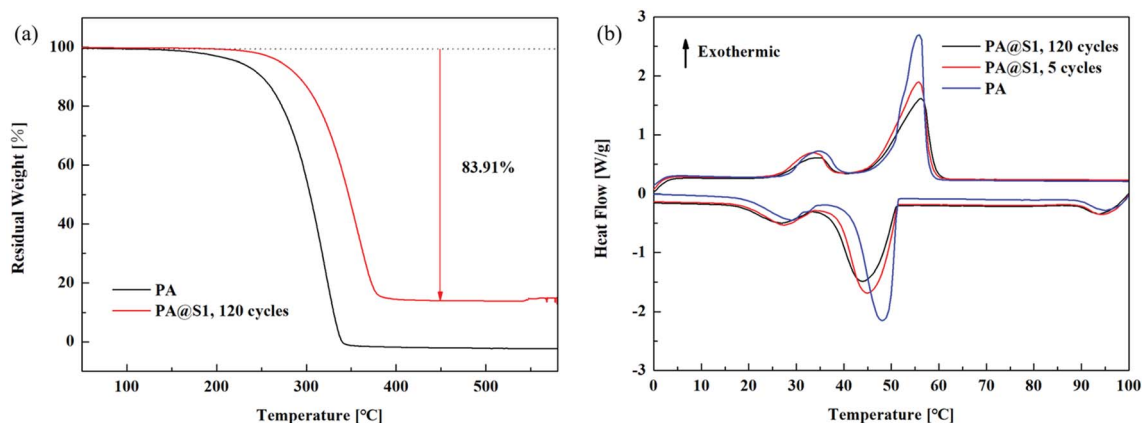 (a)
100
80
60
40
20
0
Residual Weight [%]
83.91%
PA
PA@S1, 120 cycles
100
200
300
400
500
Temperature [℃]
(b)
3
2
1
0
-1
-2
-3
Heat Flow [W/g]
Exothermic
PA@S1, 120 cycles
PA@S1, 5 cycles
PA
0
10
20
30
40
50
60
70
80
90
100
Temperature [℃]